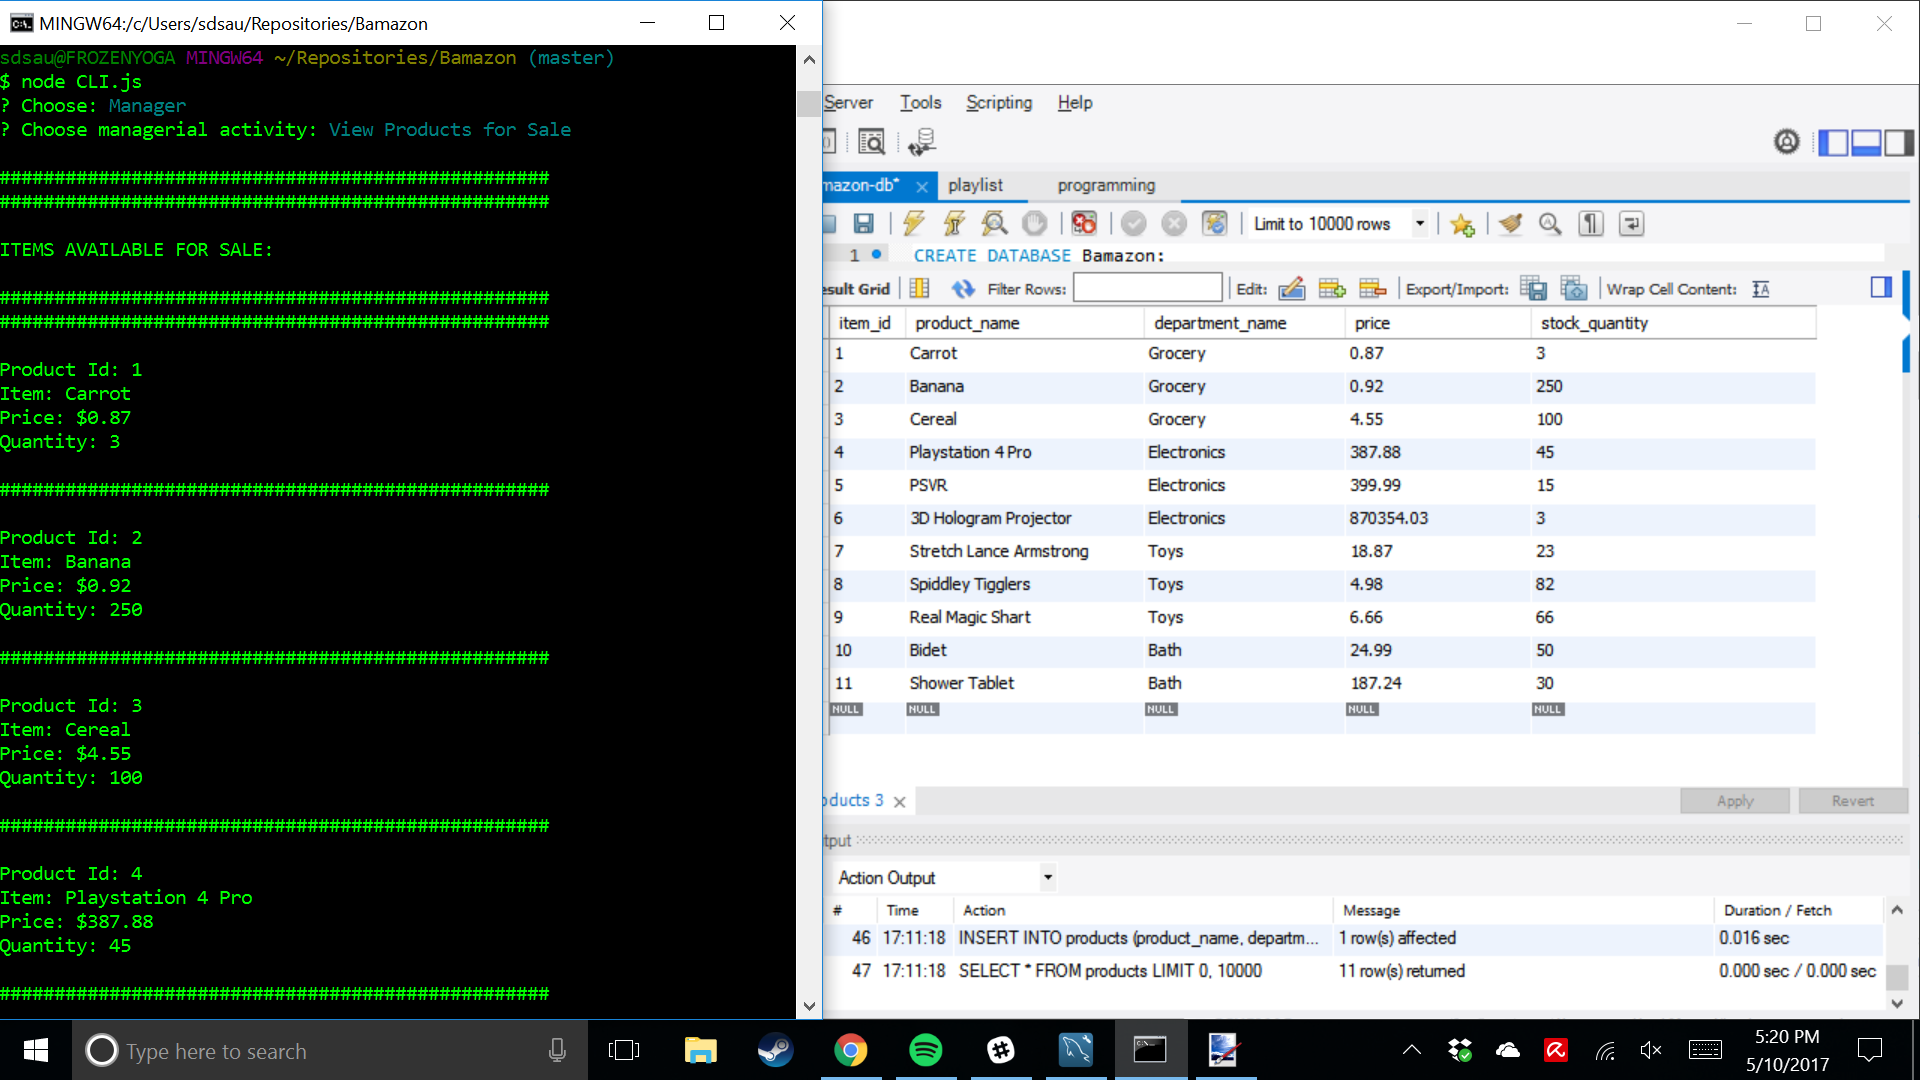 MINGW64:/c/Users/sdsau/Repositories/Bamazon
sdsau@FROZENYOGA MINGW64 ~/Repositories/Bamazon (master)
$ node CLI.js
? Choose: Manager
? Choose managerial activity: View Products for Sale
##################################################
##################################################
ITEMS AVAILABLE FOR SALE:
##################################################
##################################################
Product Id: 1
Item: Carrot
Price: $0.87
Quantity: 3
##################################################
Product Id: 2
Item: Banana
Price: $0.92
Quantity: 250
##################################################
Product Id: 3
Item: Cereal
Price: $4.55
Quantity: 100
##################################################
Product Id: 4
Item: Playstation 4 Pro
Price: $387.88
Quantity: 45
##################################################
Server Tools Scripting Help
mazon-db* playlist programming
Limit to 10000 rows
1 CREATE DATABASE Bamazon;
esult Grid Filter Rows: Edit: Export/Import: Wrap Cell Content:
item_id product_name department_name price stock_quantity
1 Carrot Grocery 0.87 3
2 Banana Grocery 0.92 250
3 Cereal Grocery 4.55 100
4 Playstation 4 Pro Electronics 387.88 45
5 PSVR Electronics 399.99 15
6 3D Hologram Projector Electronics 870354.03 3
7 Stretch Lance Armstrong Toys 18.87 23
8 Spiddley Tigglers Toys 4.98 82
9 Real Magic Shart Toys 6.66 66
10 Bidet Bath 24.99 50
11 Shower Tablet Bath 187.24 30
NULL NULL NULL NULL NULL
oducts 3 Apply Revert
tput
Action Output
# Time Action Message Duration / Fetch
46 17:11:18 INSERT INTO products (product_name, departm... 1 row(s) affected 0.016 sec
47 17:11:18 SELECT * FROM products LIMIT 0, 10000 11 row(s) returned 0.000 sec / 0.000 sec
Type here to search
5:20 PM
5/10/2017